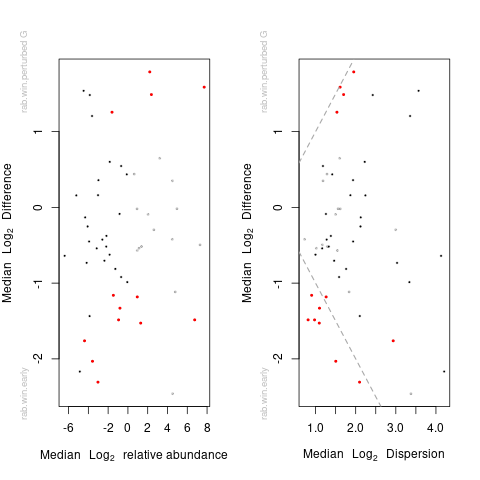 rab.win.perturbed G
rab.win.early
Median Log2 Difference
1
0
-1
-2
-6
-4
-2
0
2
4
6
8
Median Log2 relative abundance
rab.win.perturbed G
rab.win.early
Median Log2 Difference
1
0
-1
-2
1.0
2.0
3.0
4.0
Median Log2 Dispersion